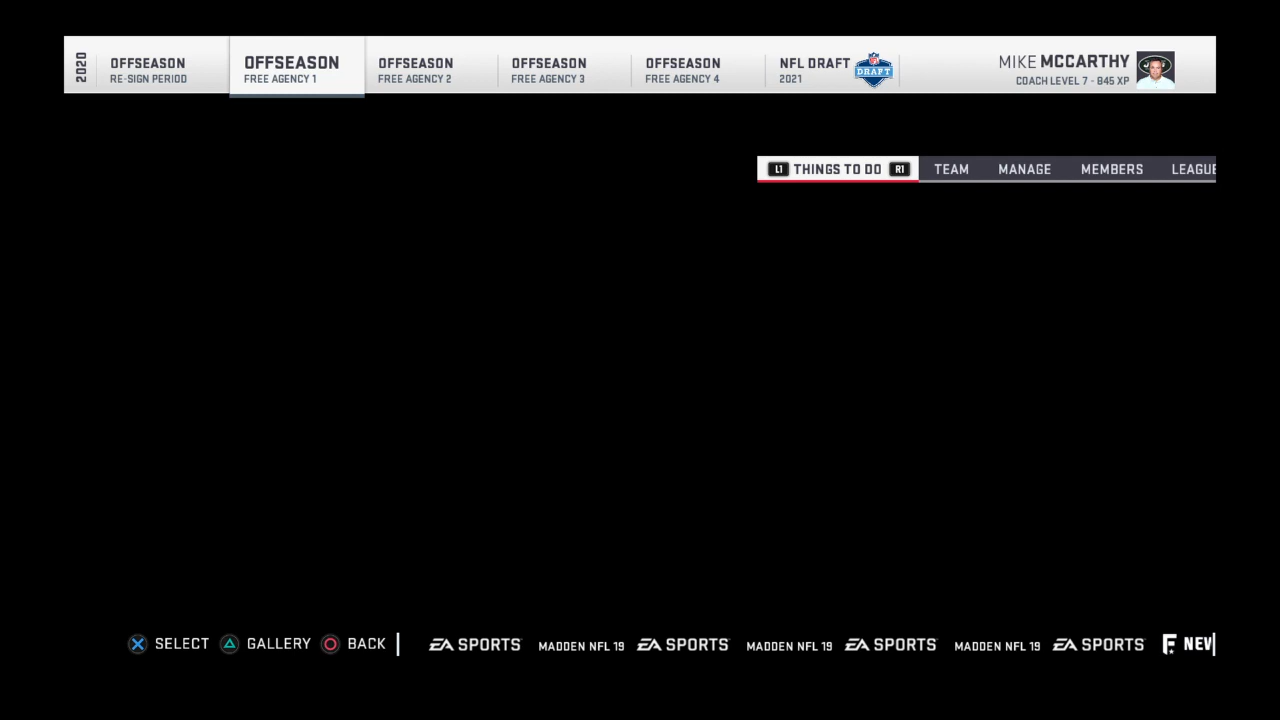 2020
OFFSEASON
RE-SIGN PERIOD
OFFSEASON
FREE AGENCY 1
OFFSEASON
FREE AGENCY 2
OFFSEASON
FREE AGENCY 3
OFFSEASON
FREE AGENCY 4
NFL DRAFT
2021
DRAFT
MIKE MCCARTHY
COACH LEVEL 7 - 845 XP
L1 THINGS TO DO R1 TEAM MANAGE MEMBERS LEAGUE
SELECT GALLERY BACK EA SPORTS MADDEN NFL 19 EA SPORTS MADDEN NFL 19 EA SPORTS MADDEN NFL 19 EA SPORTS F NEW